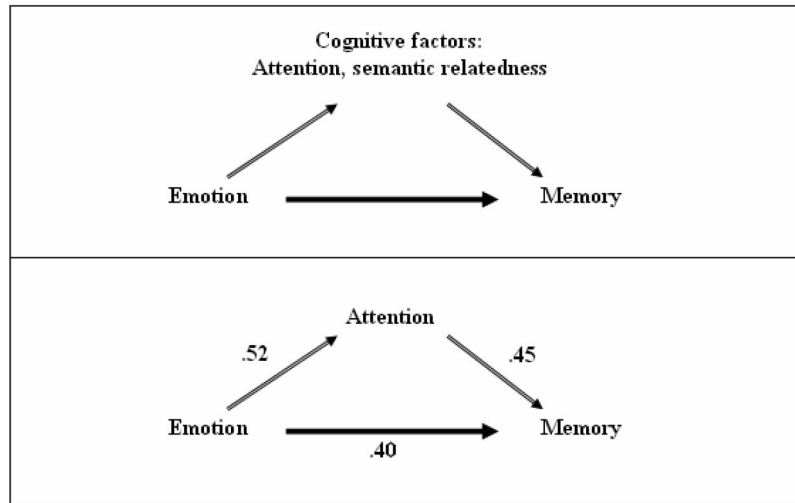 Cognitive factors:
Attention, semantic relatedness
Emotion
Memory
Attention
.52
.45
Emotion
Memory
.40